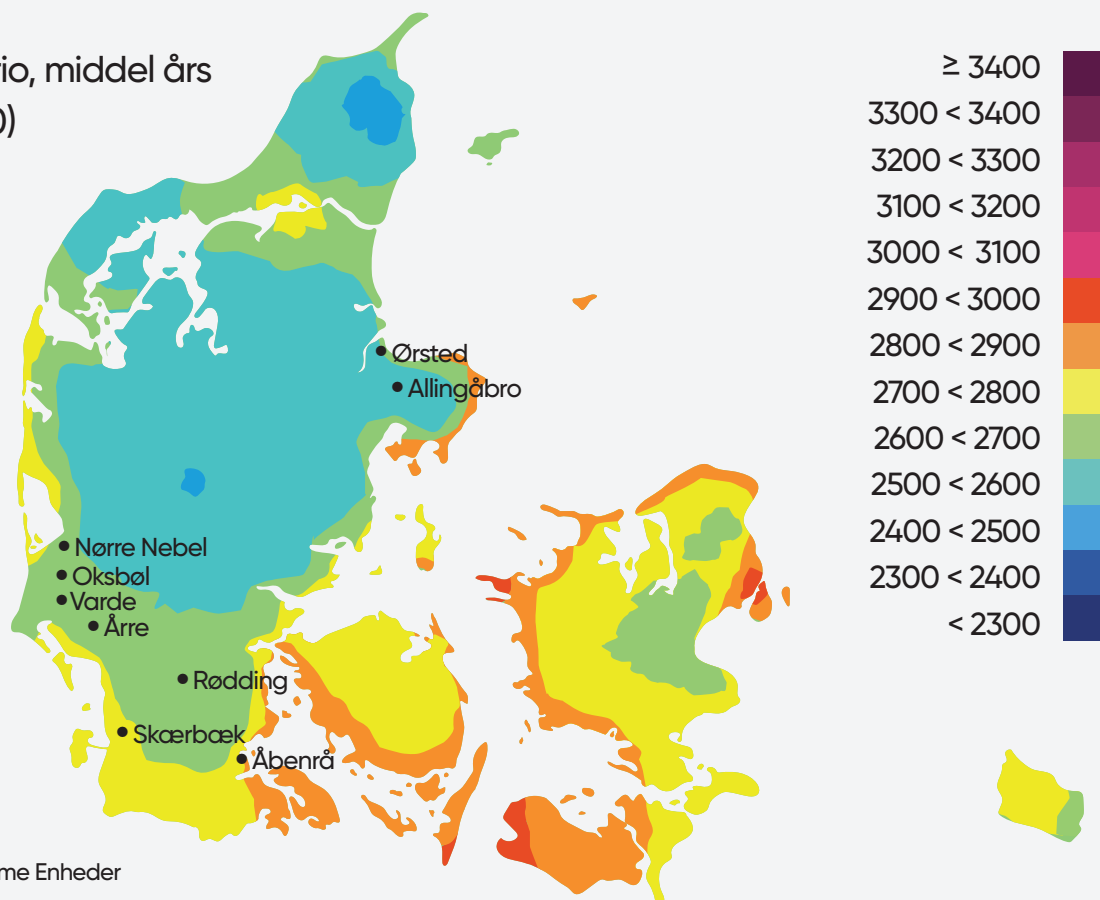 rio, middel års
0)
≥ 3400
3300 < 3400
3200 < 3300
3100 < 3200
3000 < 3100
2900 < 3000
2800 < 2900
2700 < 2800
2600 < 2700
2500 < 2600
2400 < 2500
2300 < 2400
< 2300
Ørsted
Allingåbro
Nørre Nebel
Oksbøl
Varde
Årre
Rødding
Skærbæk
Åbenrå
me Enheder